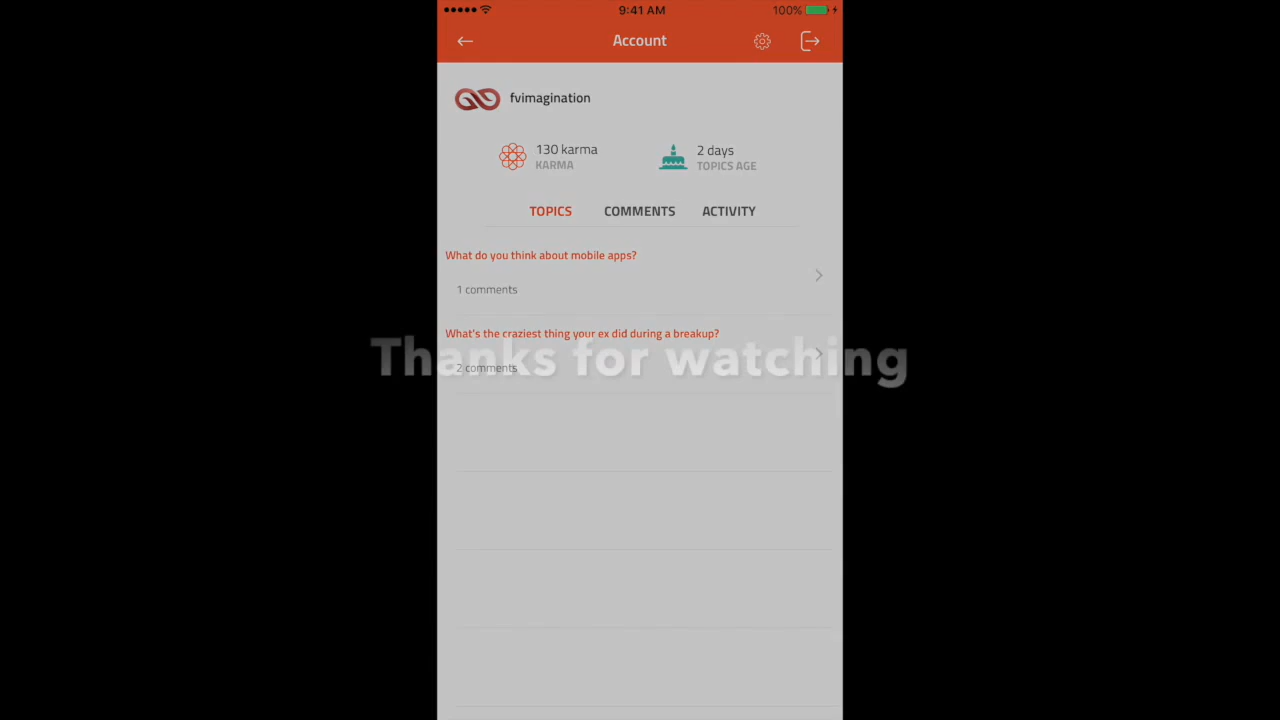 9:41 AM 100%
Account
fvimagination
130 karma
KARMA
2 days
TOPICS AGE
TOPICS COMMENTS ACTIVITY
What do you think about mobile apps?
1 comments
What's the craziest thing your ex did during a breakup?
Thanks for watching
2 comments